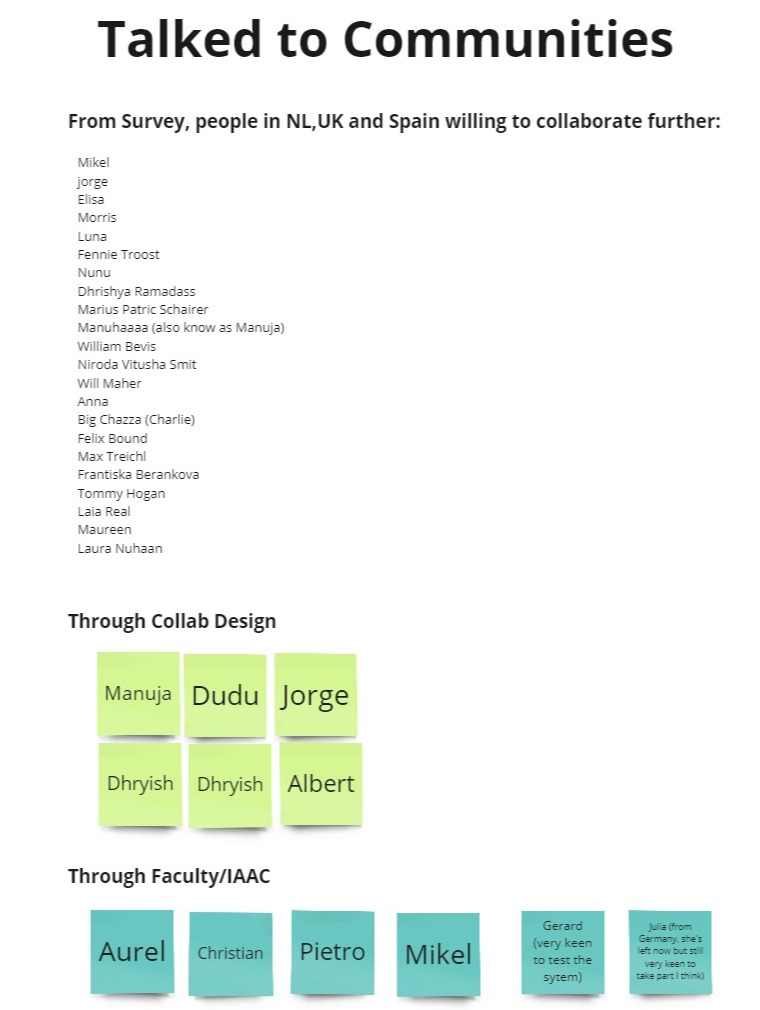 Talked to Communities
From Survey, people in NL,UK and Spain willing to collaborate further:
Mikel
jorge
Elisa
Morris
Luna
Fennie Troost
Nunu
Dhrishya Ramadass
Marius Patric Schairer
Manuhaaaa (also know as Manuja)
William Bevis
Niroda Vitusha Smit
Will Maher
Anna
Big Chazza (Charlie)
Felix Bound
Max Treichl
Frantiska Berankova
Tommy Hogan
Laia Real
Maureen
Laura Nuhaan
Through Collab Design
Manuja
Dudu
Jorge
Dhryish
Dhryish
Albert
Through Faculty/IAAC
Aurel
Christian
Pietro
Mikel
Gerard
(very keen
to test the
sytem)
Julia (from
Germany, she's
left now but still
very keen to
take part I think)